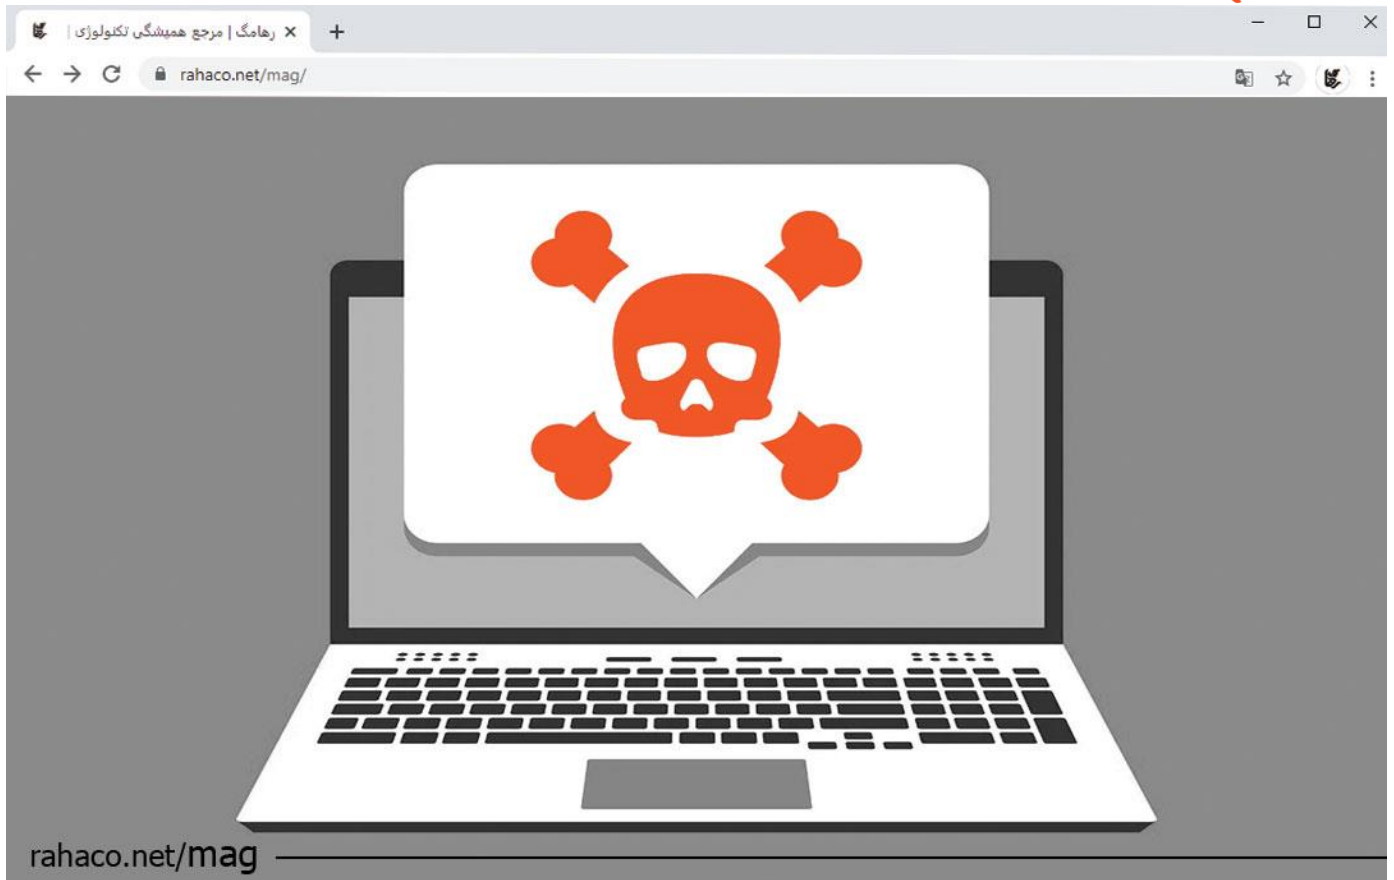 رهامگ | مرجع همیشگی تکنولوژی |
rahaco.net/mag/
rahaco.net/mag